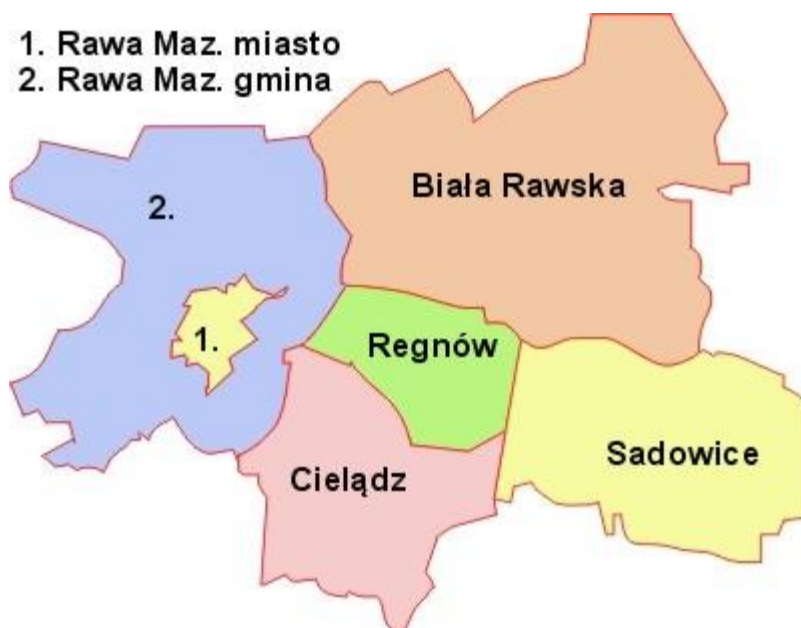 1. Rawa Maz. miasto
2. Rawa Maz. gmina
Biała Rawska
2.
1.
Regnów
Sadowice
Cielądz